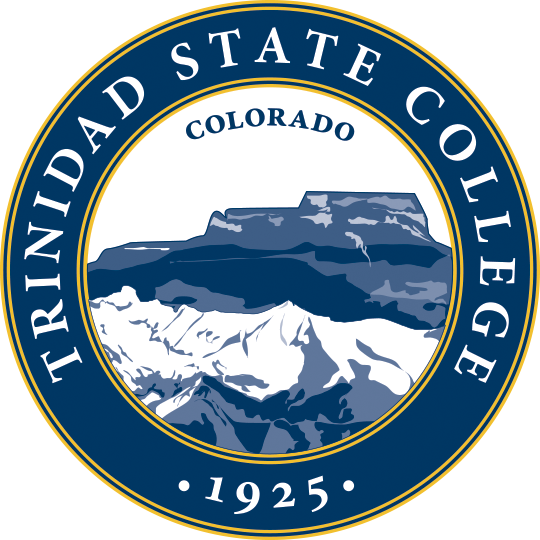 TRINIDAD STATE COLLEGE
COLORADO
• 1925 •